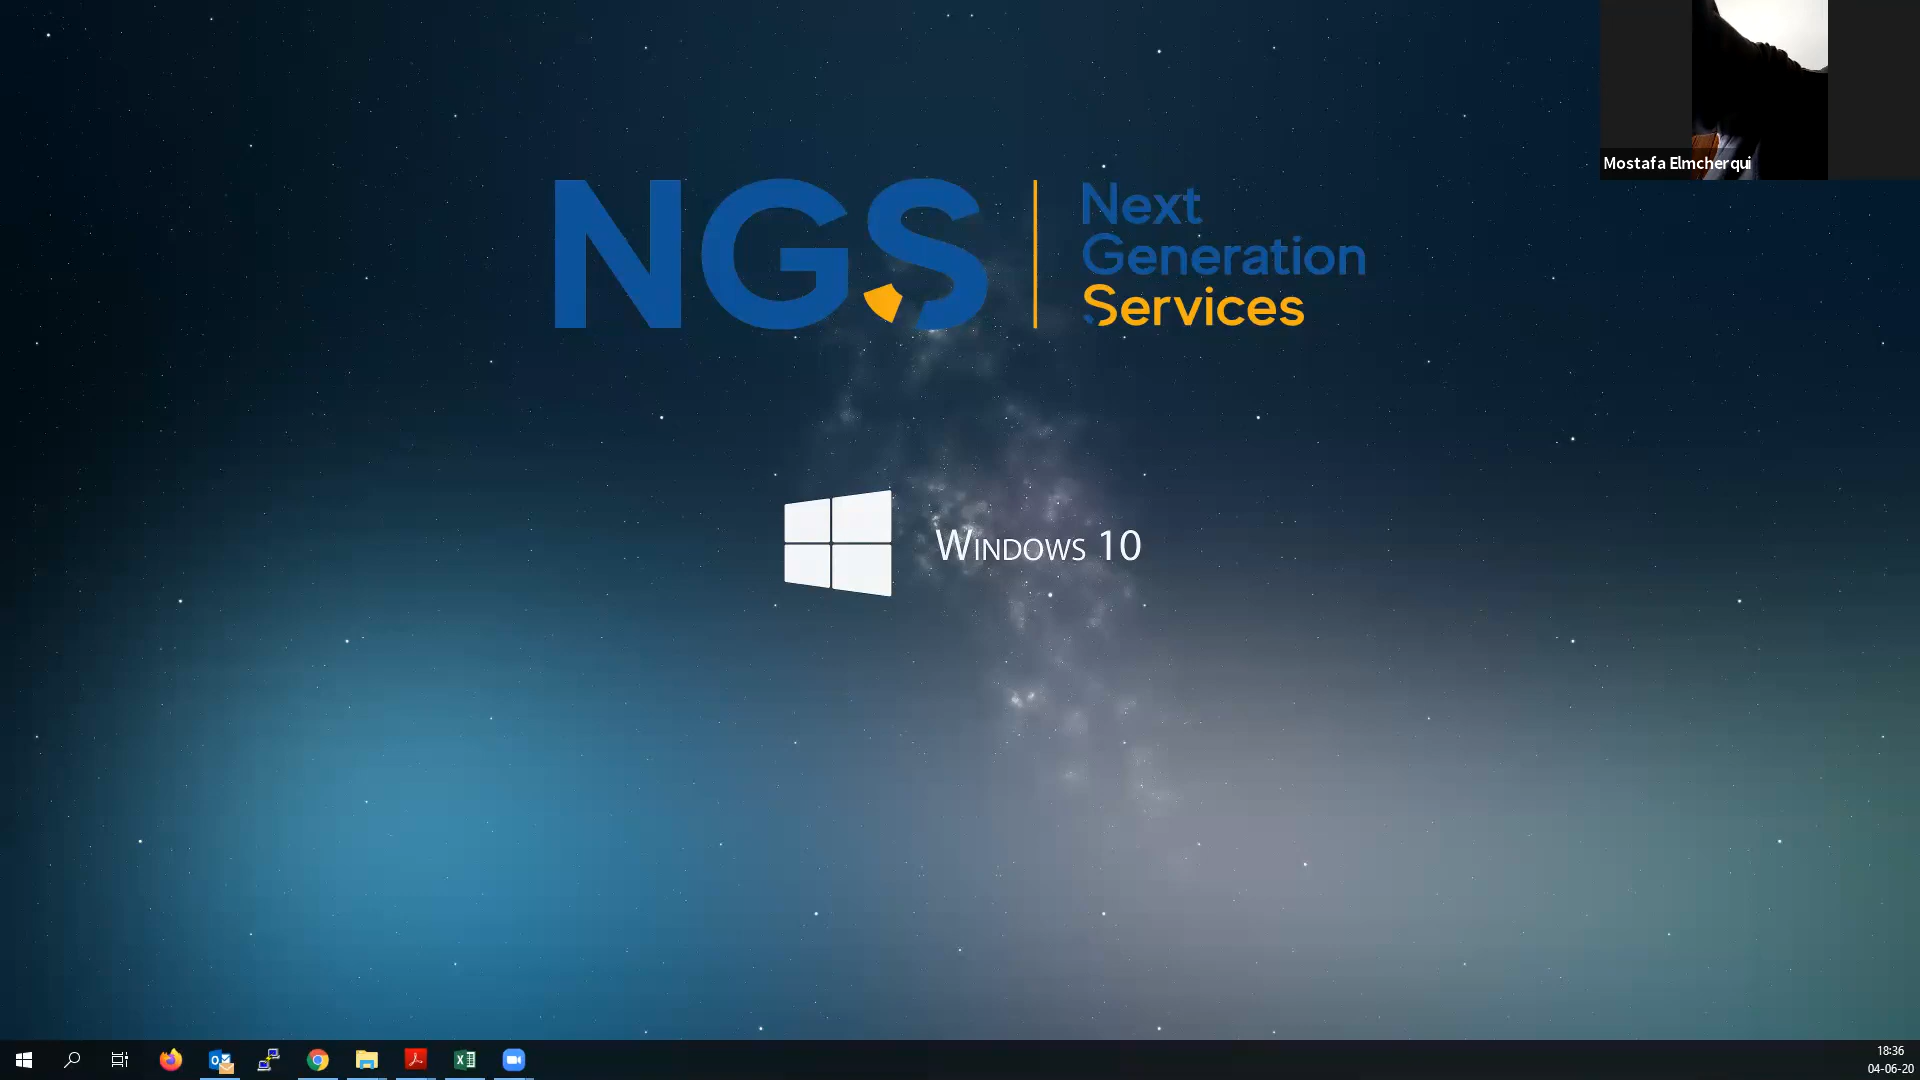 Mostafa Elmcherqui
NGS
Next
Generation
Services
Windows 10
18:36
04-06-20